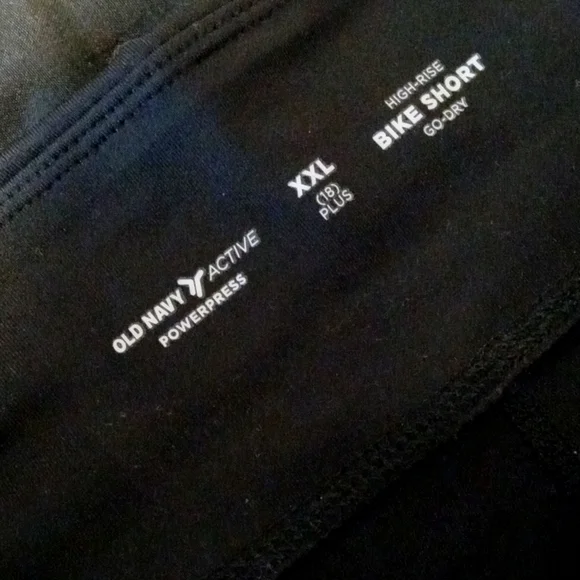 OLD NAVY ACTIVE
POWERPRESS
XXL
(18)
PLUS
HIGH-RISE
BIKE SHORT
GO-DRY